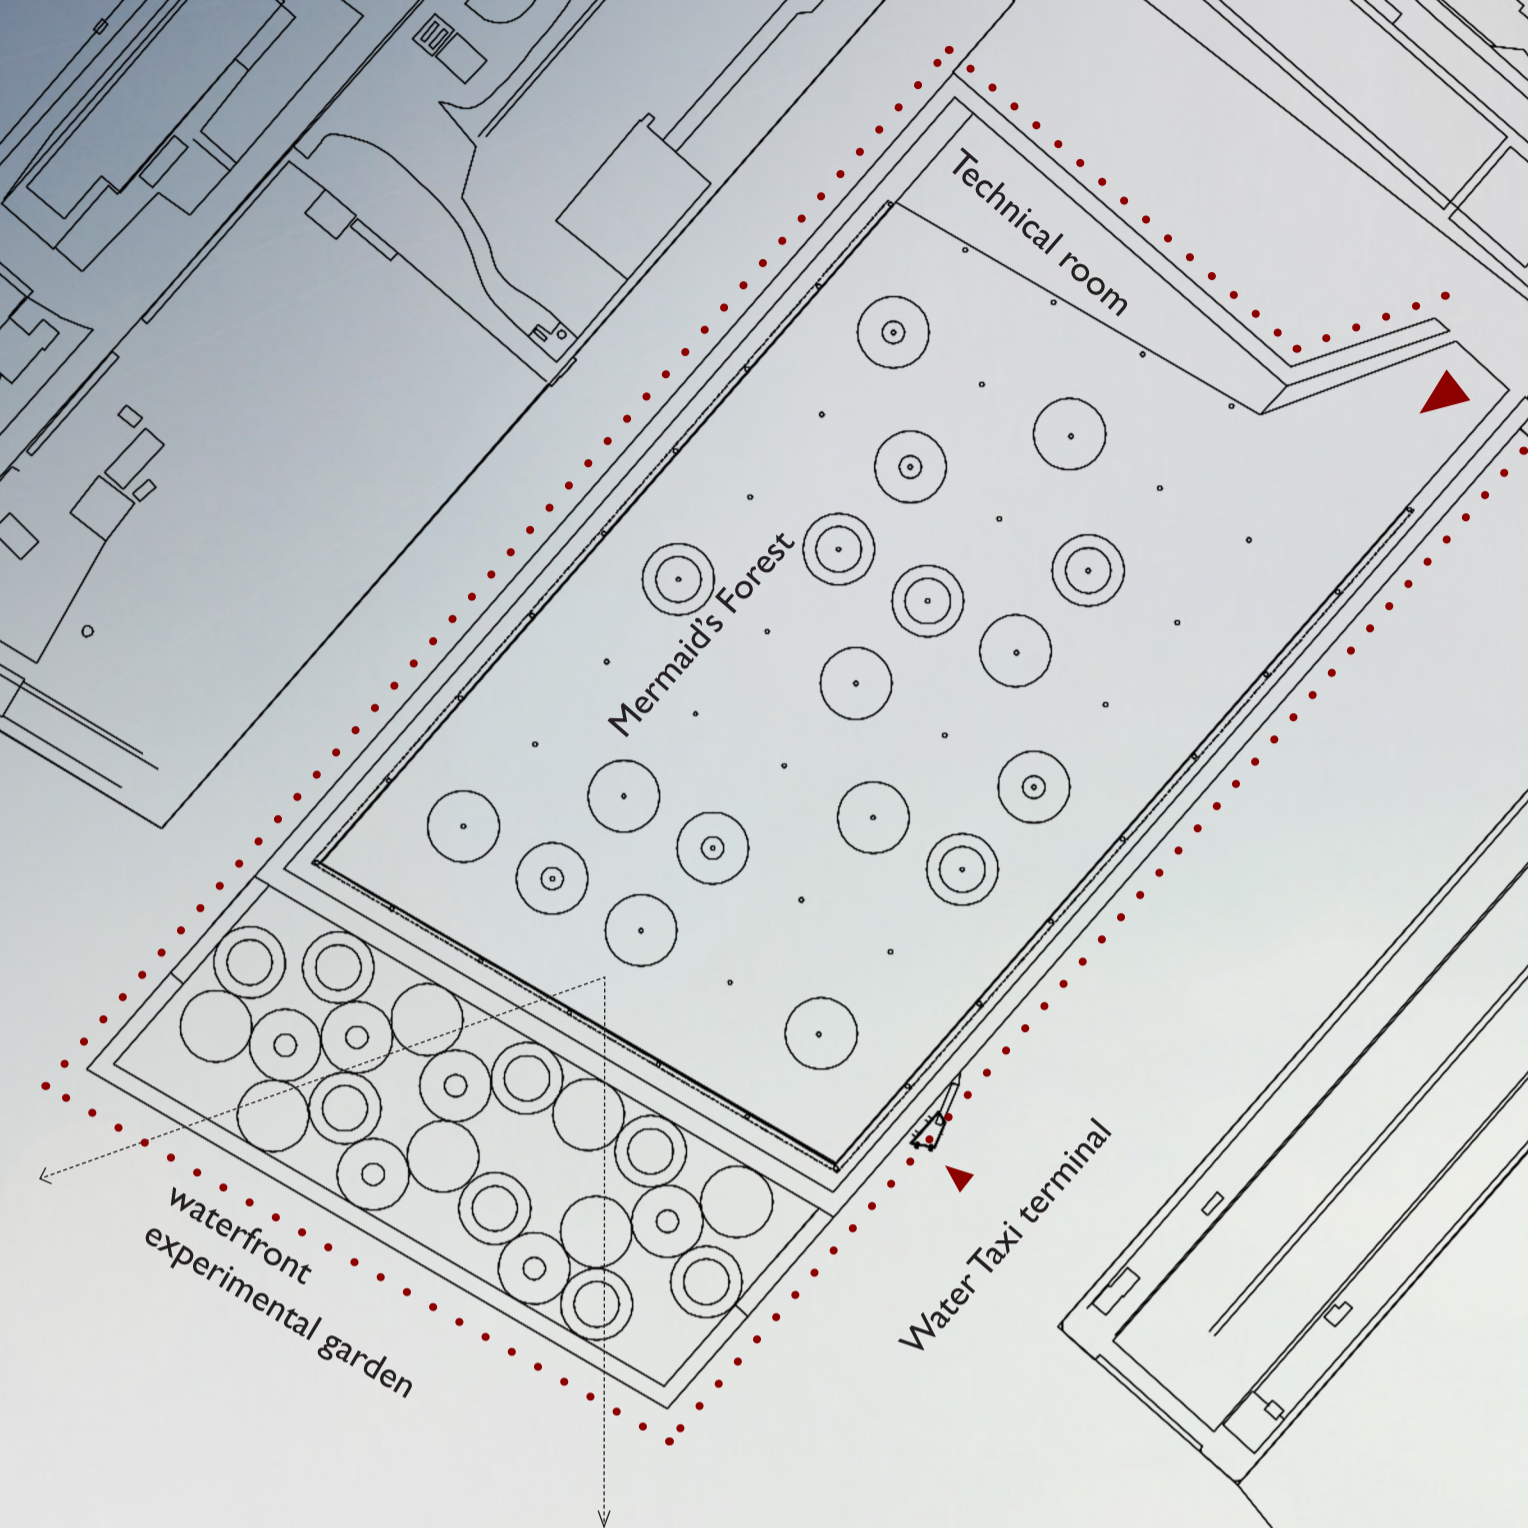 Technical room
Mermaid's Forest
Water Taxi terminal
waterfront
experimental garden